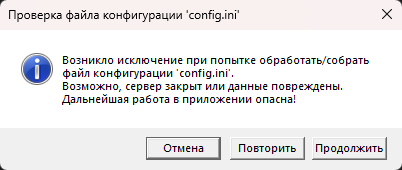 Проверка файла конфигурации 'config.ini'
Возникло исключение при попытке обработать/собрать
файл конфигурации 'config.ini'.
Возможно, сервер закрыт или данные повреждены.
Дальнейшая работа в приложении опасна!
Отмена
Повторить
Продолжить